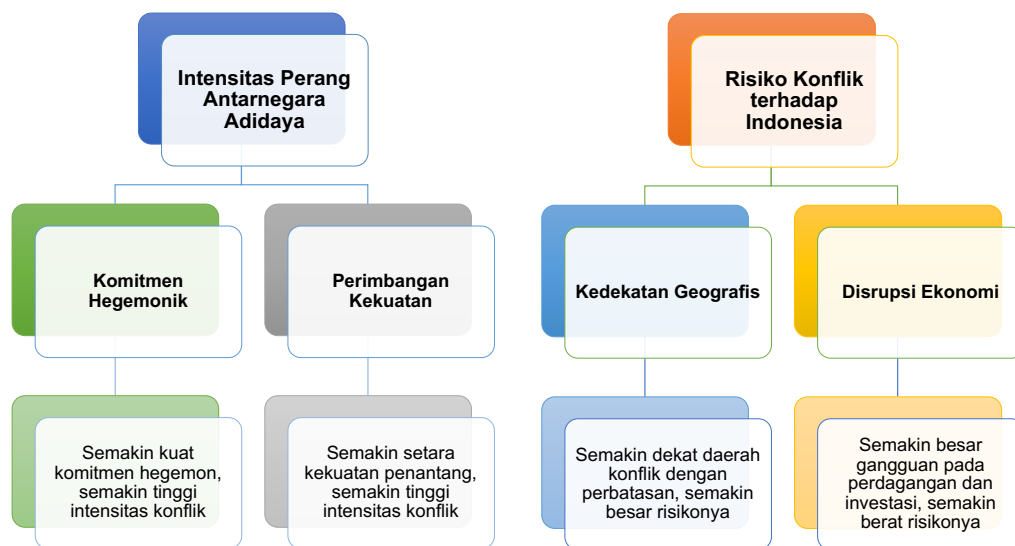 Intensitas Perang
Antarnegara
Adidaya
Komitmen
Hegemonik
Semakin kuat
komitmen hegemon,
semakin tinggi
intensitas konflik
Perimbangan
Kekuatan
Semakin setara
kekuatan penantang,
semakin tinggi
intensitas konflik
Risiko Konflik
terhadap
Indonesia
Kedekatan Geografis
Semakin dekat daerah
konflik dengan
perbatasan, semakin
besar risikonya
Disrupsi Ekonomi
Semakin besar
gangguan pada
perdagangan dan
investasi, semakin
berat risikonya